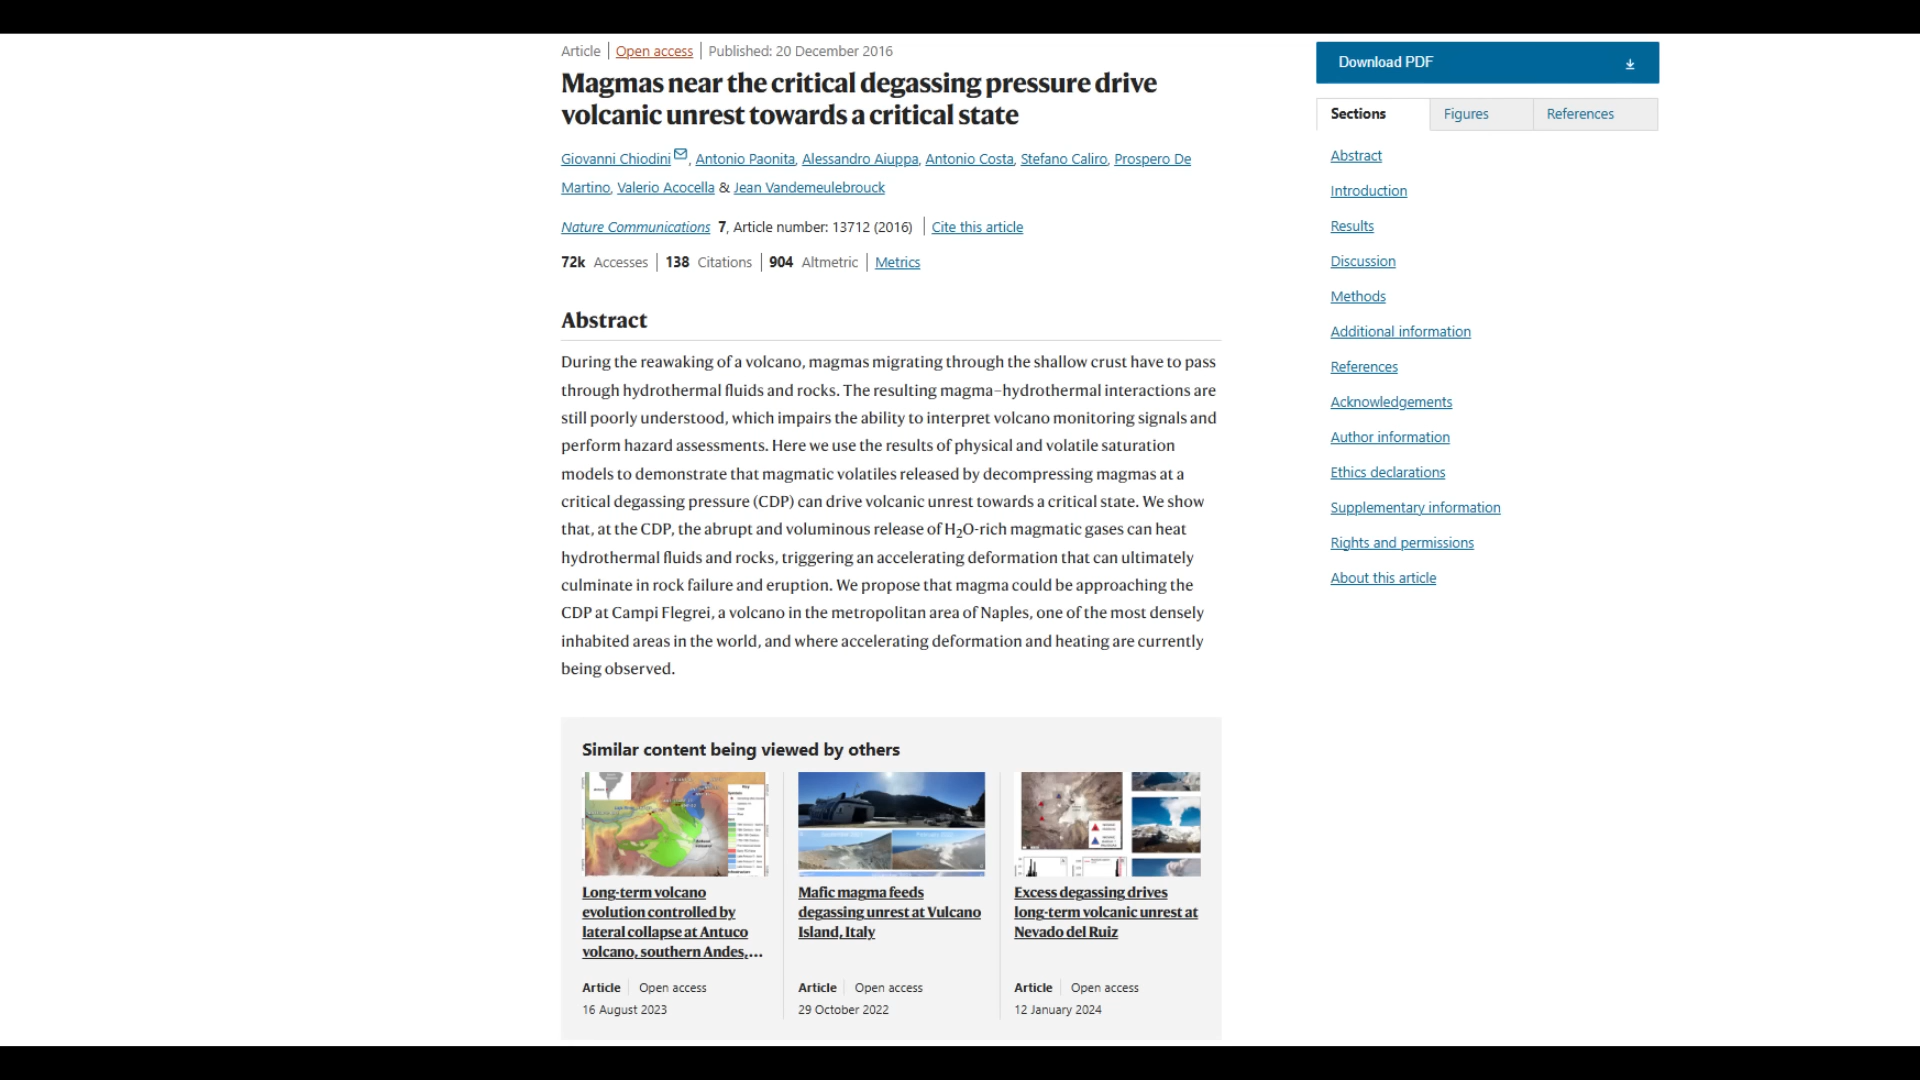 Article | Open access | Published: 20 December 2016
Magmas near the critical degassing pressure drive
volcanic unrest towards a critical state
Giovanni Chiodini, Antonio Paonita, Alessandro Aiuppa, Antonio Costa, Stefano Caliro, Prospero De
Martino, Valerio Acocella & Jean Vandemeulebrouck
Nature Communications 7, Article number: 13712 (2016) | Cite this article
72k Accesses | 138 Citations | 904 Altmetric | Metrics
Abstract
During the reawaking of a volcano, magmas migrating through the shallow crust have to pass
through hydrothermal fluids and rocks. The resulting magma–hydrothermal interactions are
still poorly understood, which impairs the ability to interpret volcano monitoring signals and
perform hazard assessments. Here we use the results of physical and volatile saturation
models to demonstrate that magmatic volatiles released by decompressing magmas at a
critical degassing pressure (CDP) can drive volcanic unrest towards a critical state. We show
that, at the CDP, the abrupt and voluminous release of H2O-rich magmatic gases can heat
hydrothermal fluids and rocks, triggering an accelerating deformation that can ultimately
culminate in rock failure and eruption. We propose that magma could be approaching the
CDP at Campi Flegrei, a volcano in the metropolitan area of Naples, one of the most densely
inhabited areas in the world, and where accelerating deformation and heating are currently
being observed.
Similar content being viewed by others
Long-term volcano
evolution controlled by
lateral collapse at Antuco
volcano, southern Andes,…
Article | Open access
16 August 2023
Mafic magma feeds
degassing unrest at Vulcano
Island, Italy
Article | Open access
29 October 2022
Excess degassing drives
long-term volcanic unrest at
Nevado del Ruiz
Article | Open access
12 January 2024
Download PDF
Sections
Figures
References
Abstract
Introduction
Results
Discussion
Methods
Additional information
References
Acknowledgements
Author information
Ethics declarations
Supplementary information
Rights and permissions
About this article